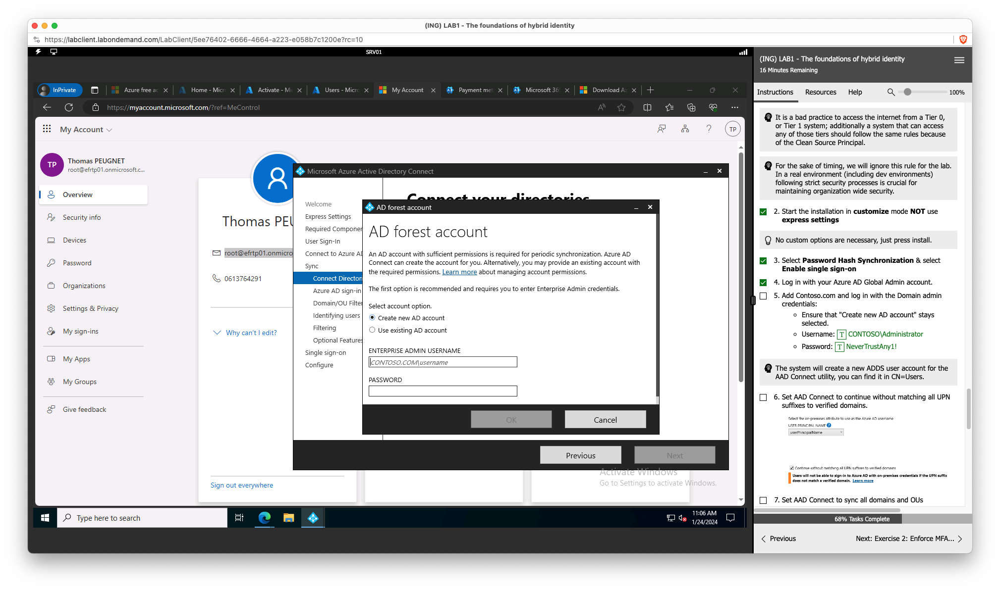 (ING) LAB1 - The foundations of hybrid identity
https://labclient.labondemand.com/LabClient/5ee76402-6666-4664-a223-e058b7c1200e?rc=10
SRV01
InPrivate
Azure free ac
Home - Micr
Activate - Mi
Users - Micro
My Account
Payment met
Microsoft 365
Download Az
https://myaccount.microsoft.com/?ref=MeControl
My Account
TP
TP
Thomas PEUGNET
root@efrtp01.onmicrosoft.c...
Overview
Security info
Devices
Password
Organizations
Settings & Privacy
My sign-ins
My Apps
My Groups
Give feedback
Thomas PEU
root@efrtp01.onmicro
0613764291
Why can't I edit?
Sign out everywhere
Microsoft Azure Active Directory Connect
Welcome
Express Settings
Required Componen
User Sign-In
Connect to Azure AD
Sync
Connect Directori
Azure AD sign-in
Domain/OU Filter
Identifying users
Filtering
Optional Features
Single sign-on
Configure
Connect your directories
AD forest account
AD forest account
An AD account with sufficient permissions is required for periodic synchronization. Azure AD
Connect can create the account for you. Alternatively, you may provide an existing account with
the required permissions. Learn more about managing account permissions.
The first option is recommended and requires you to enter Enterprise Admin credentials.
Select account option.
Create new AD account
Use existing AD account
ENTERPRISE ADMIN USERNAME
CONTOSO.COM\username
PASSWORD
OK
Cancel
Previous
Next
Activate Windows
Go to Settings to activate Windows.
Type here to search
11:06 AM
1/24/2024
(ING) LAB1 - The foundations of hybrid identity
16 Minutes Remaining
Instructions
Resources
Help
100%
It is a bad practice to access the internet from a Tier 0,
or Tier 1 system; additionally a system that can access
any of those tiers should follow the same rules because
of the Clean Source Principal.
For the sake of timing, we will ignore this rule for the lab.
In a real environment (including dev environments)
following strict security processes is crucial for
maintaining organization wide security.
2. Start the installation in customize mode NOT use
express settings
No custom options are necessary, just press install.
3. Select Password Hash Synchronization & select
Enable single sign-on
4. Log in with your Azure AD Global Admin account.
5. Add Contoso.com and log in with the Domain admin
credentials:
Ensure that "Create new AD account" stays
selected.
Username: T CONTOSO\Administrator
Password: T NeverTrustAny1!
The system will create a new ADDS user account for the
AAD Connect utility, you can find it in CN=Users.
6. Set AAD Connect to continue without matching all UPN
suffixes to verified domains.
Select the on-premises attribute to use as the Azure AD username
USER PRINCIPAL NAME ?
userPrincipalName
Continue without matching all UPN suffixes to verified domains
Users will not be able to sign-in to Azure AD with on-premises credentials if the UPN suffix
does not match a verified domain. Learn more
7. Set AAD Connect to sync all domains and OUs
68% Tasks Complete
Previous
Next: Exercise 2: Enforce MFA...